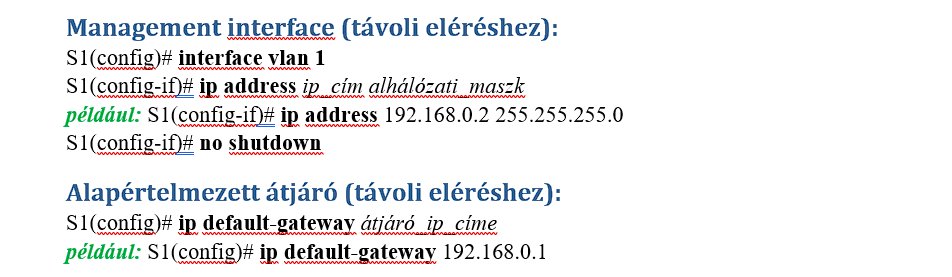 Management interface (távoli eléréshez):
S1(config)# interface vlan 1
S1(config-if)# ip address ip_cím alhálózati_maszk
például: S1(config-if)# ip address 192.168.0.2 255.255.255.0
S1(config-if)# no shutdown
Alapértelmezett átjáró (távoli eléréshez):
S1(config)# ip default-gateway átjáró_ip_címe
például: S1(config)# ip default-gateway 192.168.0.1